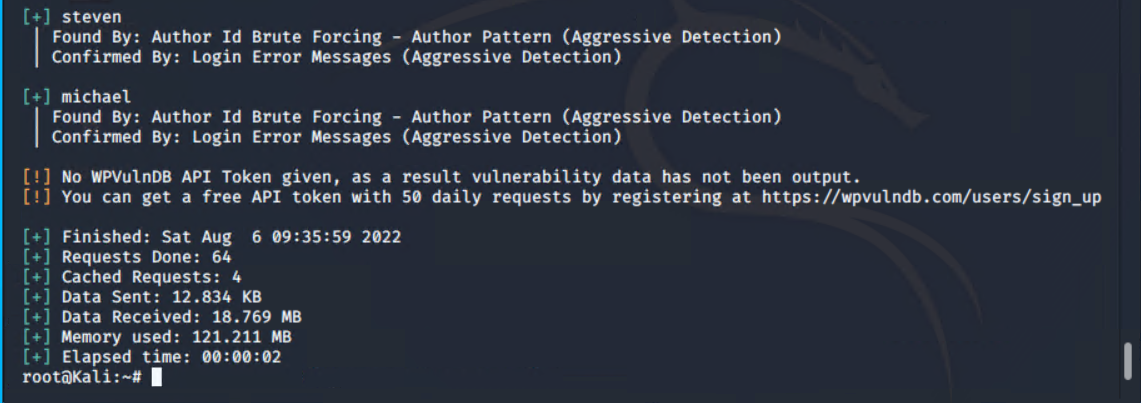 [+] steven
| Found By: Author Id Brute Forcing - Author Pattern (Aggressive Detection)
| Confirmed By: Login Error Messages (Aggressive Detection)
[+] michael
| Found By: Author Id Brute Forcing - Author Pattern (Aggressive Detection)
| Confirmed By: Login Error Messages (Aggressive Detection)
[!] No WPVulnDB API Token given, as a result vulnerability data has not been output.
[!] You can get a free API token with 50 daily requests by registering at https://wpvulndb.com/users/sign_up
[+] Finished: Sat Aug  6 09:35:59 2022
[+] Requests Done: 64
[+] Cached Requests: 4
[+] Data Sent: 12.834 KB
[+] Data Received: 18.769 MB
[+] Memory used: 121.211 MB
[+] Elapsed time: 00:00:02
root@Kali:~#